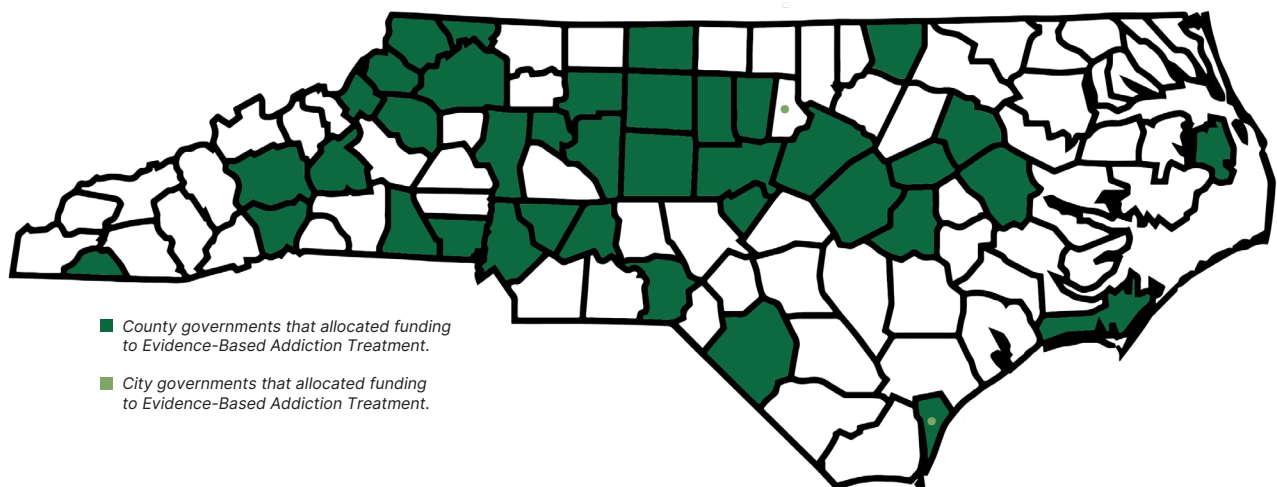 County governments that allocated funding
to Evidence-Based Addiction Treatment.
City governments that allocated funding
to Evidence-Based Addiction Treatment.